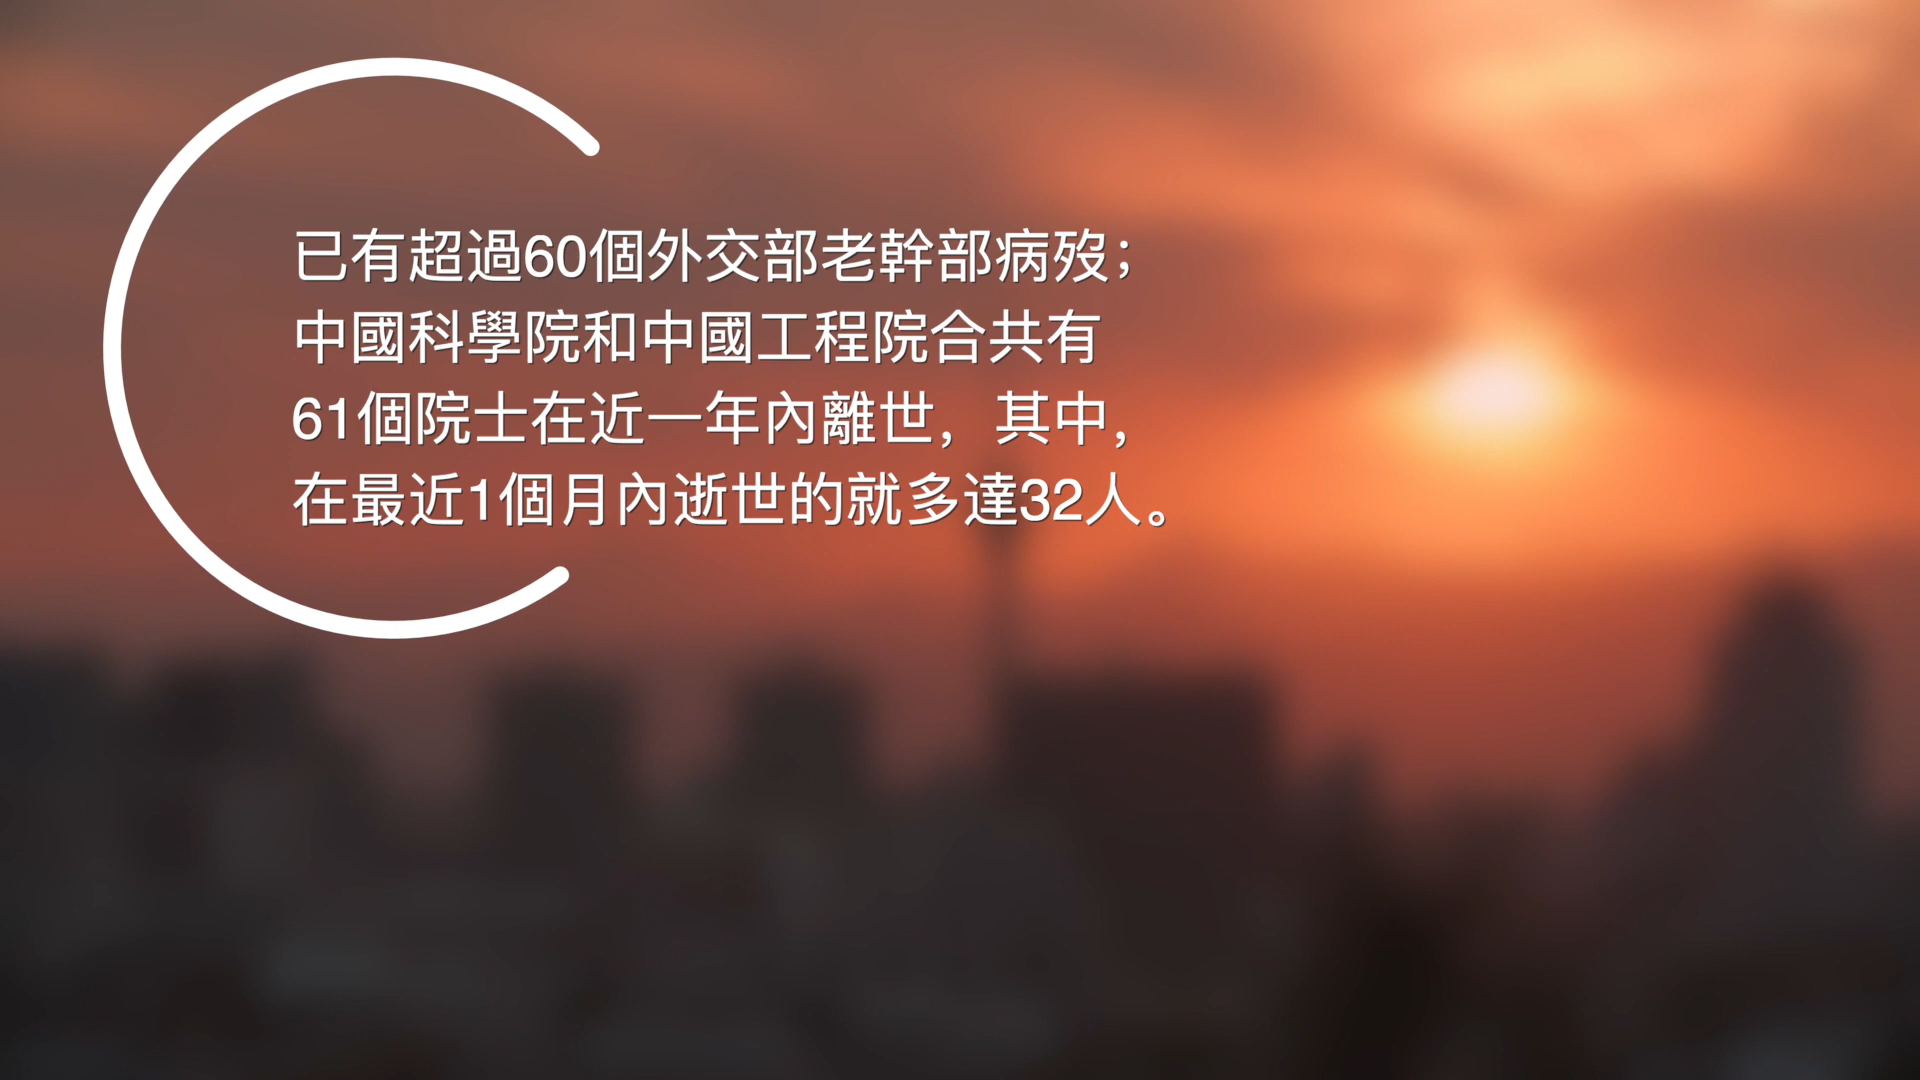 已有超過60個外交部老幹部病歿；
中國科學院和中國工程院合共有
61個院士在近一年內離世，其中，
在最近1個月內逝世的就多達32人。